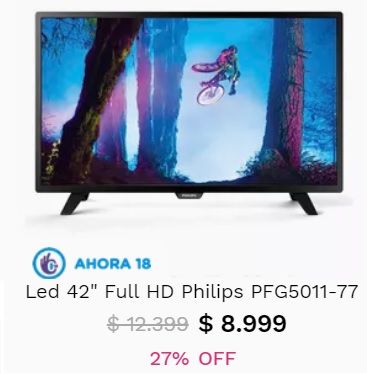 AHORA 18
Led 42" Full HD Philips PFG5011-77
$ 12.399 $ 8.999
27% OFF